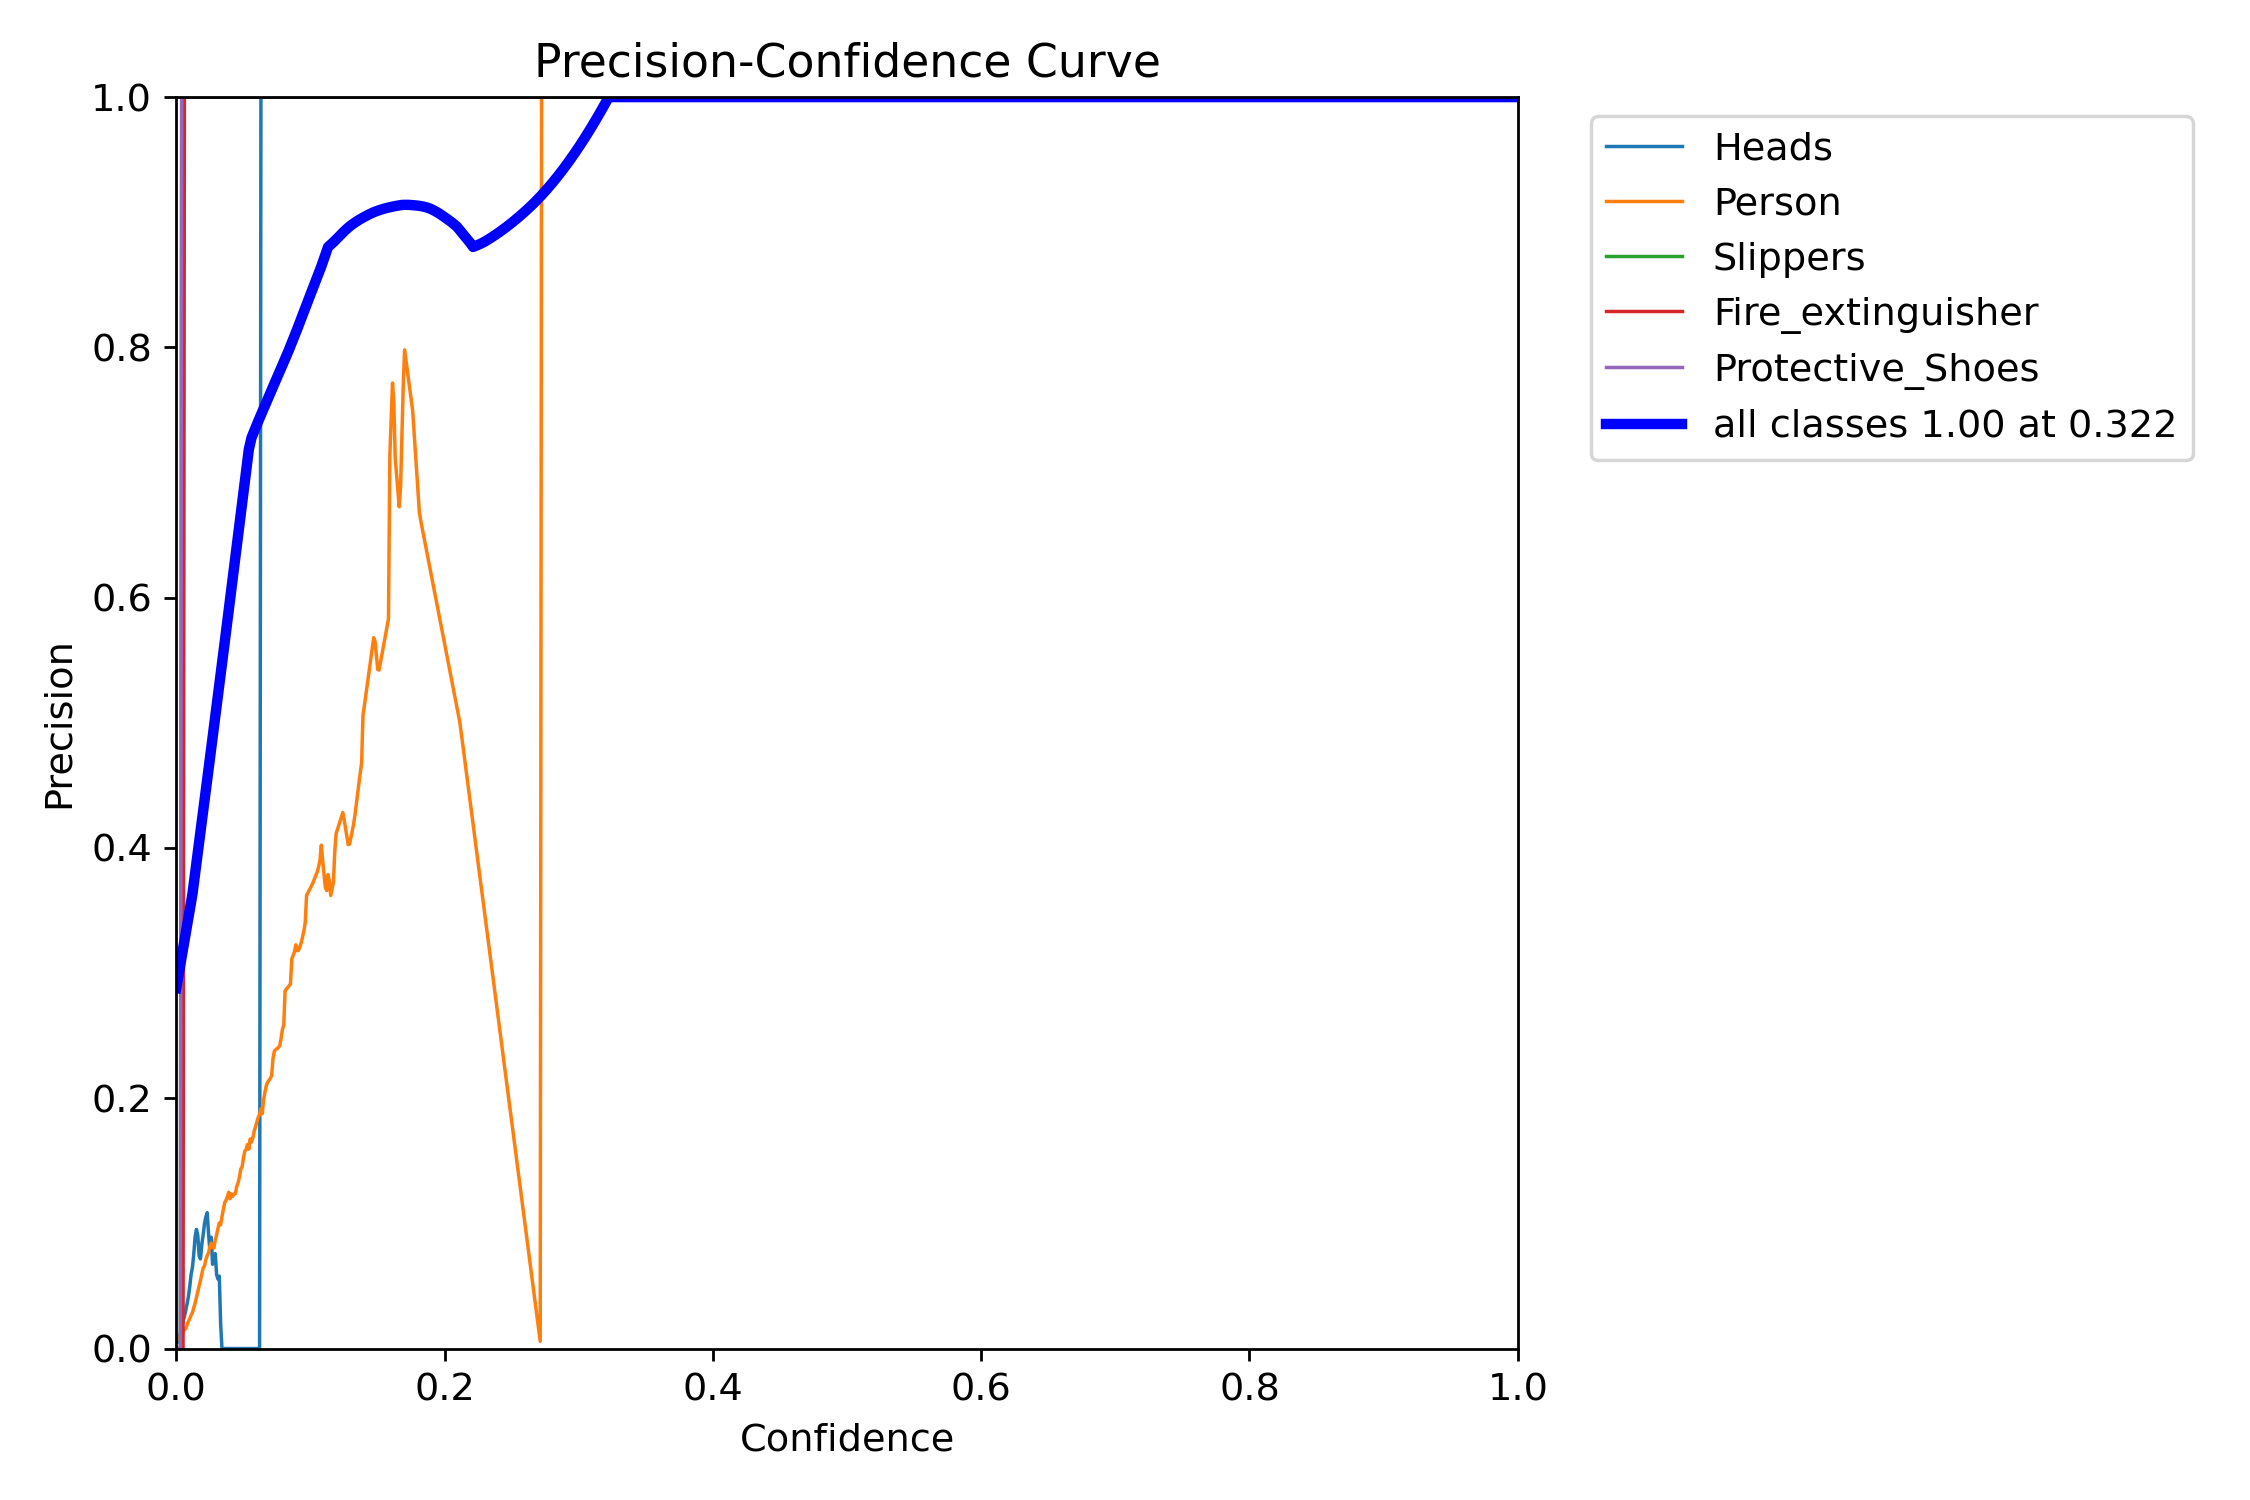 Precision-Confidence Curve
1.0
0.8
0.6
0.4
0.2
0.0
Precision
0.0 0.2 0.4 0.6 0.8 1.0
Confidence
Heads
Person
Slippers
Fire_extinguisher
Protective_Shoes
all classes 1.00 at 0.322